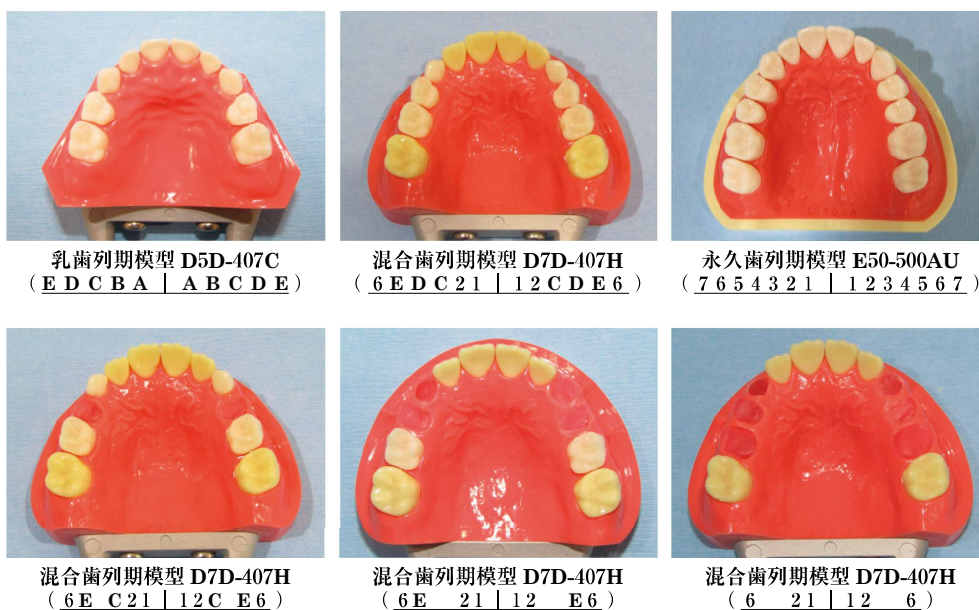 乳歯列期模型 D5D-407C
( E D C B A | A B C D E )
混合歯列期模型 D7D-407H
( 6 E D C 2 1 | 1 2 C D E 6 )
永久歯列期模型 E50-500AU
( 7 6 5 4 3 2 1 | 1 2 3 4 5 6 7 )
混合歯列期模型 D7D-407H
( 6 E C 2 1 | 1 2 C E 6 )
混合歯列期模型 D7D-407H
( 6 E 2 1 | 1 2 E 6 )
混合歯列期模型 D7D-407H
( 6 2 1 | 1 2 6 )